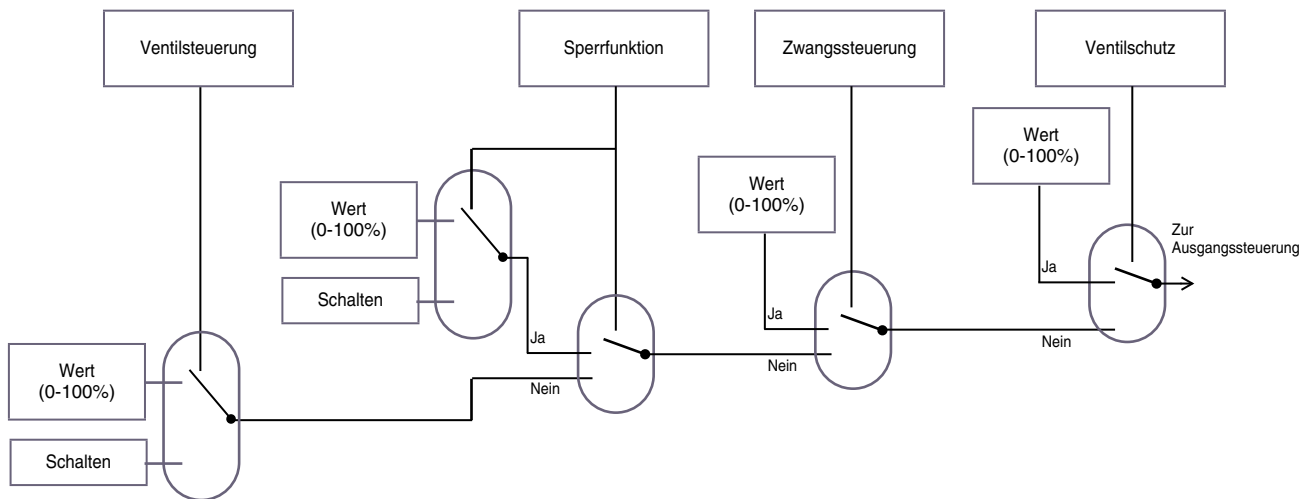 Ventilsteuerung
Sperrfunktion
Zwangssteuerung
Ventilschutz
Wert
(0-100%)
Wert
(0-100%)
Wert
(0-100%)
Schalten
Zur
Ausgangssteuerung
Ja
Ja
Nein
Ja
Nein
Nein
Wert
(0-100%)
Schalten